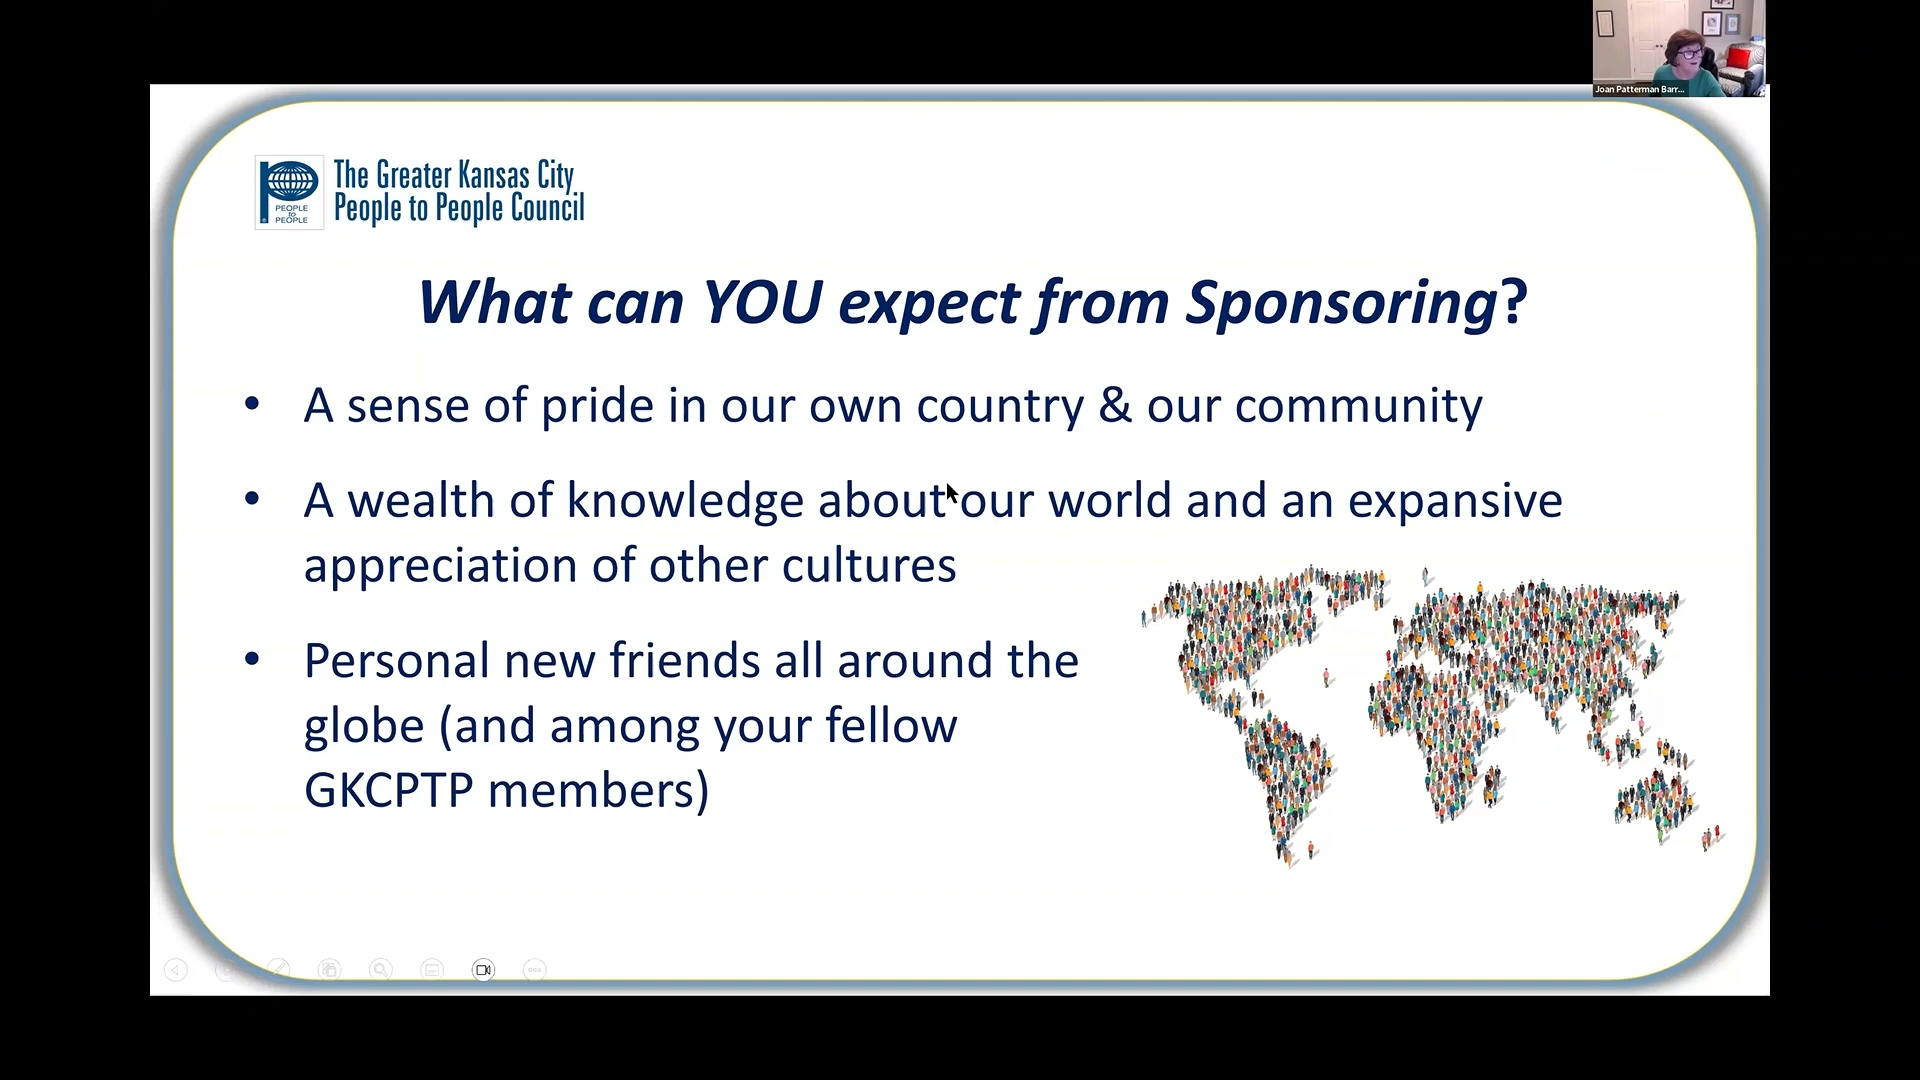 Joan Patterman Barr...
The Greater Kansas City
People to People Council
PEOPLE
to
PEOPLE
What can YOU expect from Sponsoring?
• A sense of pride in our own country & our community
• A wealth of knowledge about our world and an expansive
appreciation of other cultures
• Personal new friends all around the
globe (and among your fellow
GKCPTP members)